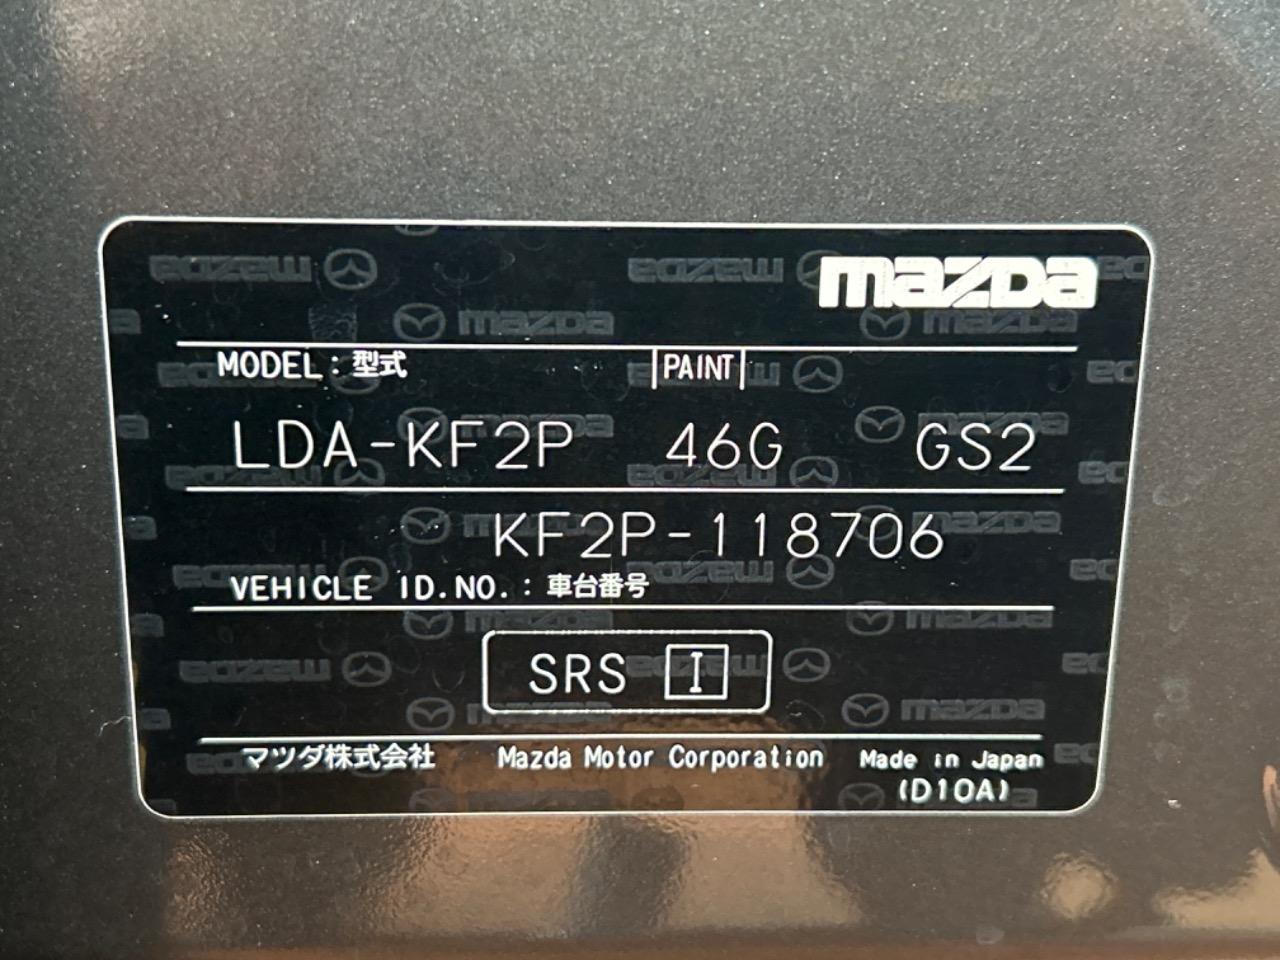 mazda
MODEL : 型式 PAINT
LDA-KF2P 46G GS2
KF2P-118706
VEHICLE ID.NO. : 車台番号
SRS I
マツダ株式会社 Mazda Motor Corporation Made in Japan
(D10A)